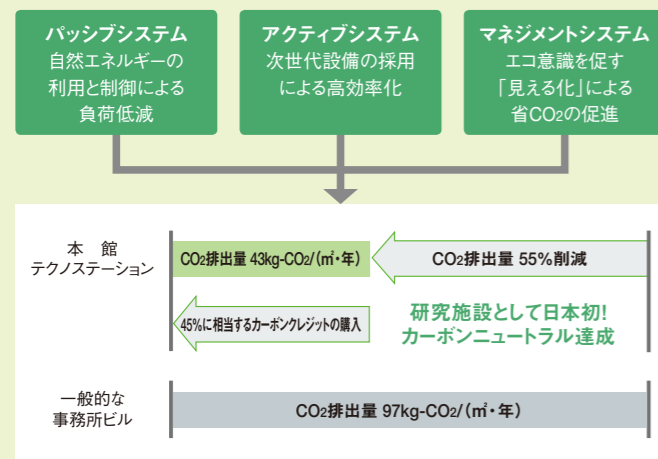 パッシブシステム
自然エネルギーの
利用と制御による
負荷低減
アクティブシステム
次世代設備の採用
による高効率化
マネジメントシステム
エコ意識を促す
「見える化」による
省CO2の促進
本 館
テクノステーション
CO2排出量 43kg-CO2/(㎡・年)
CO2排出量 55%削減
45%に相当するカーボンクレジットの購入
研究施設として日本初!
カーボンニュートラル達成
一般的な
事務所ビル
CO2排出量 97kg-CO2/(㎡・年)